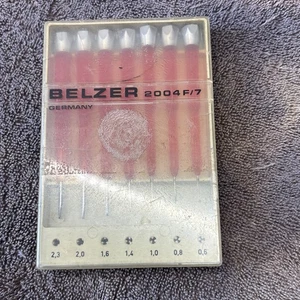 BELZER 2004F/7
GERMANY
2,3 2,0 1,6 1,4 1,0 0,8 0,6